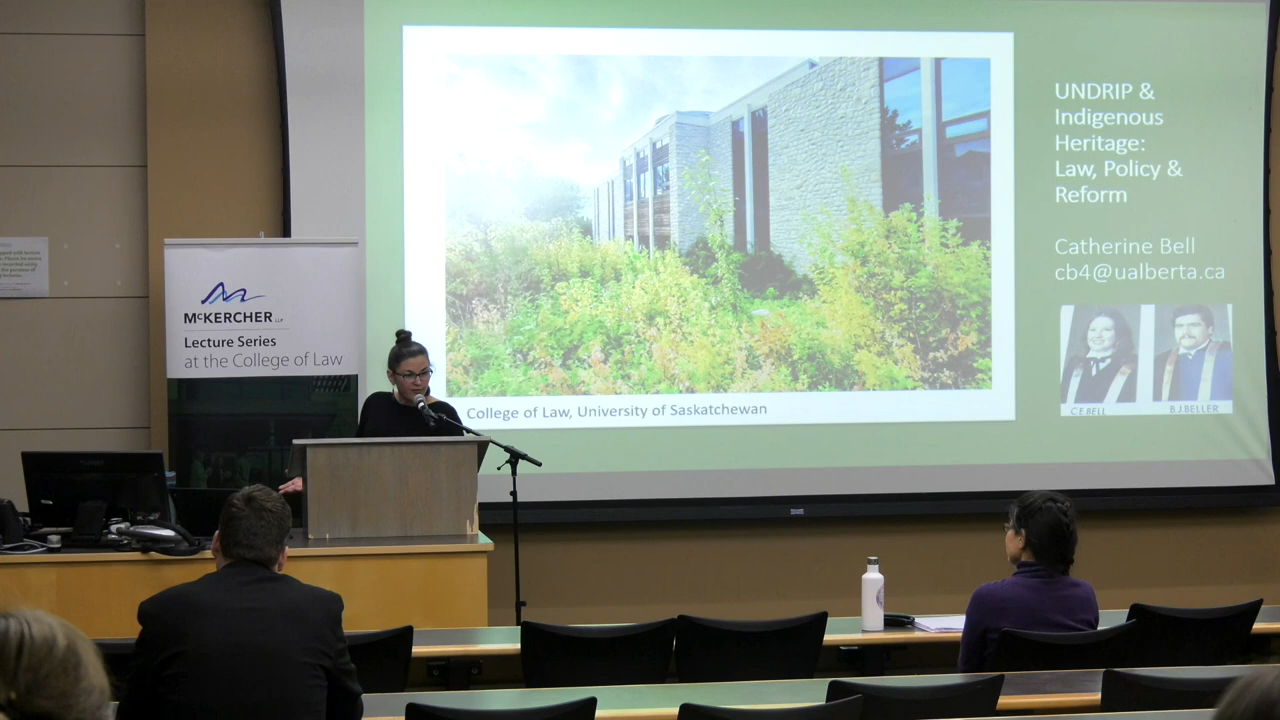 UNDRIP &
Indigenous
Heritage:
Law, Policy &
Reform
Catherine Bell
cb4@ualberta.ca
C.E.BELL
B.J.BELLER
College of Law, University of Saskatchewan
McKERCHER LLP
Lecture Series
at the College of Law